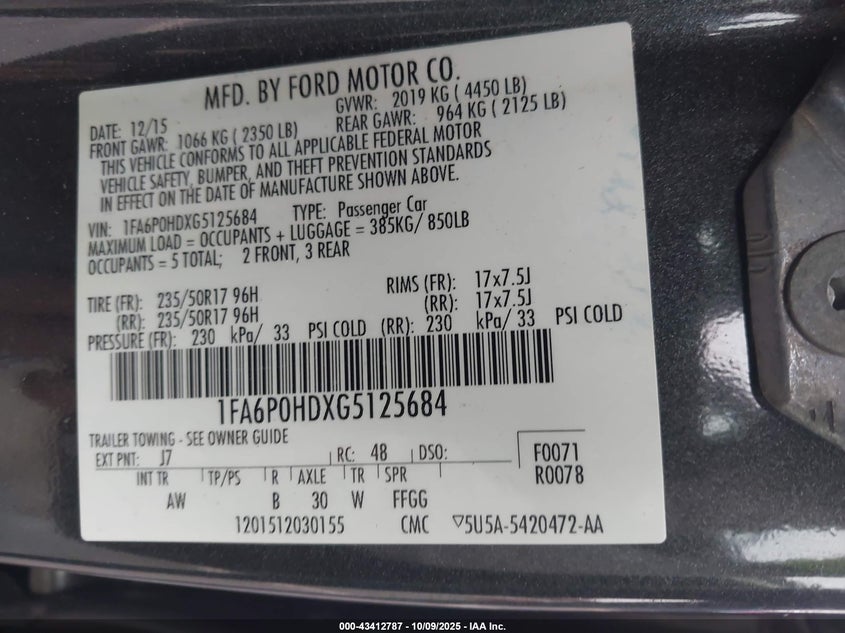 MFD. BY FORD MOTOR CO.
DATE: 12/15 GVWR: 2019 KG ( 4450 LB)
FRONT GAWR: 1066 KG ( 2350 LB) REAR GAWR: 964 KG ( 2125 LB)
THIS VEHICLE CONFORMS TO ALL APPLICABLE FEDERAL MOTOR
VEHICLE SAFETY, BUMPER, AND THEFT PREVENTION STANDARDS
IN EFFECT ON THE DATE OF MANUFACTURE SHOWN ABOVE.
VIN: 1FA6P0HDXG5125684 TYPE: Passenger Car
MAXIMUM LOAD = OCCUPANTS + LUGGAGE = 385KG/ 850LB
OCCUPANTS = 5 TOTAL; 2 FRONT, 3 REAR
TIRE (FR): 235/50R17 96H RIMS (FR): 17x7.5J
(RR): 235/50R17 96H (RR): 17x7.5J
PRESSURE (FR): 230 kPa/ 33 PSI COLD (RR): 230 kPa/ 33 PSI COLD
1FA6P0HDXG5125684
TRAILER TOWING - SEE OWNER GUIDE
EXT PNT: J7 RC: 48 DSO: F0071
INT TR TP/PS R AXLE TR SPR R0078
AW B 30 W FFGG
1201512030155 CMC ▽5U5A-5420472-AA
000-43412787 - 10/09/2025 - IAA Inc.